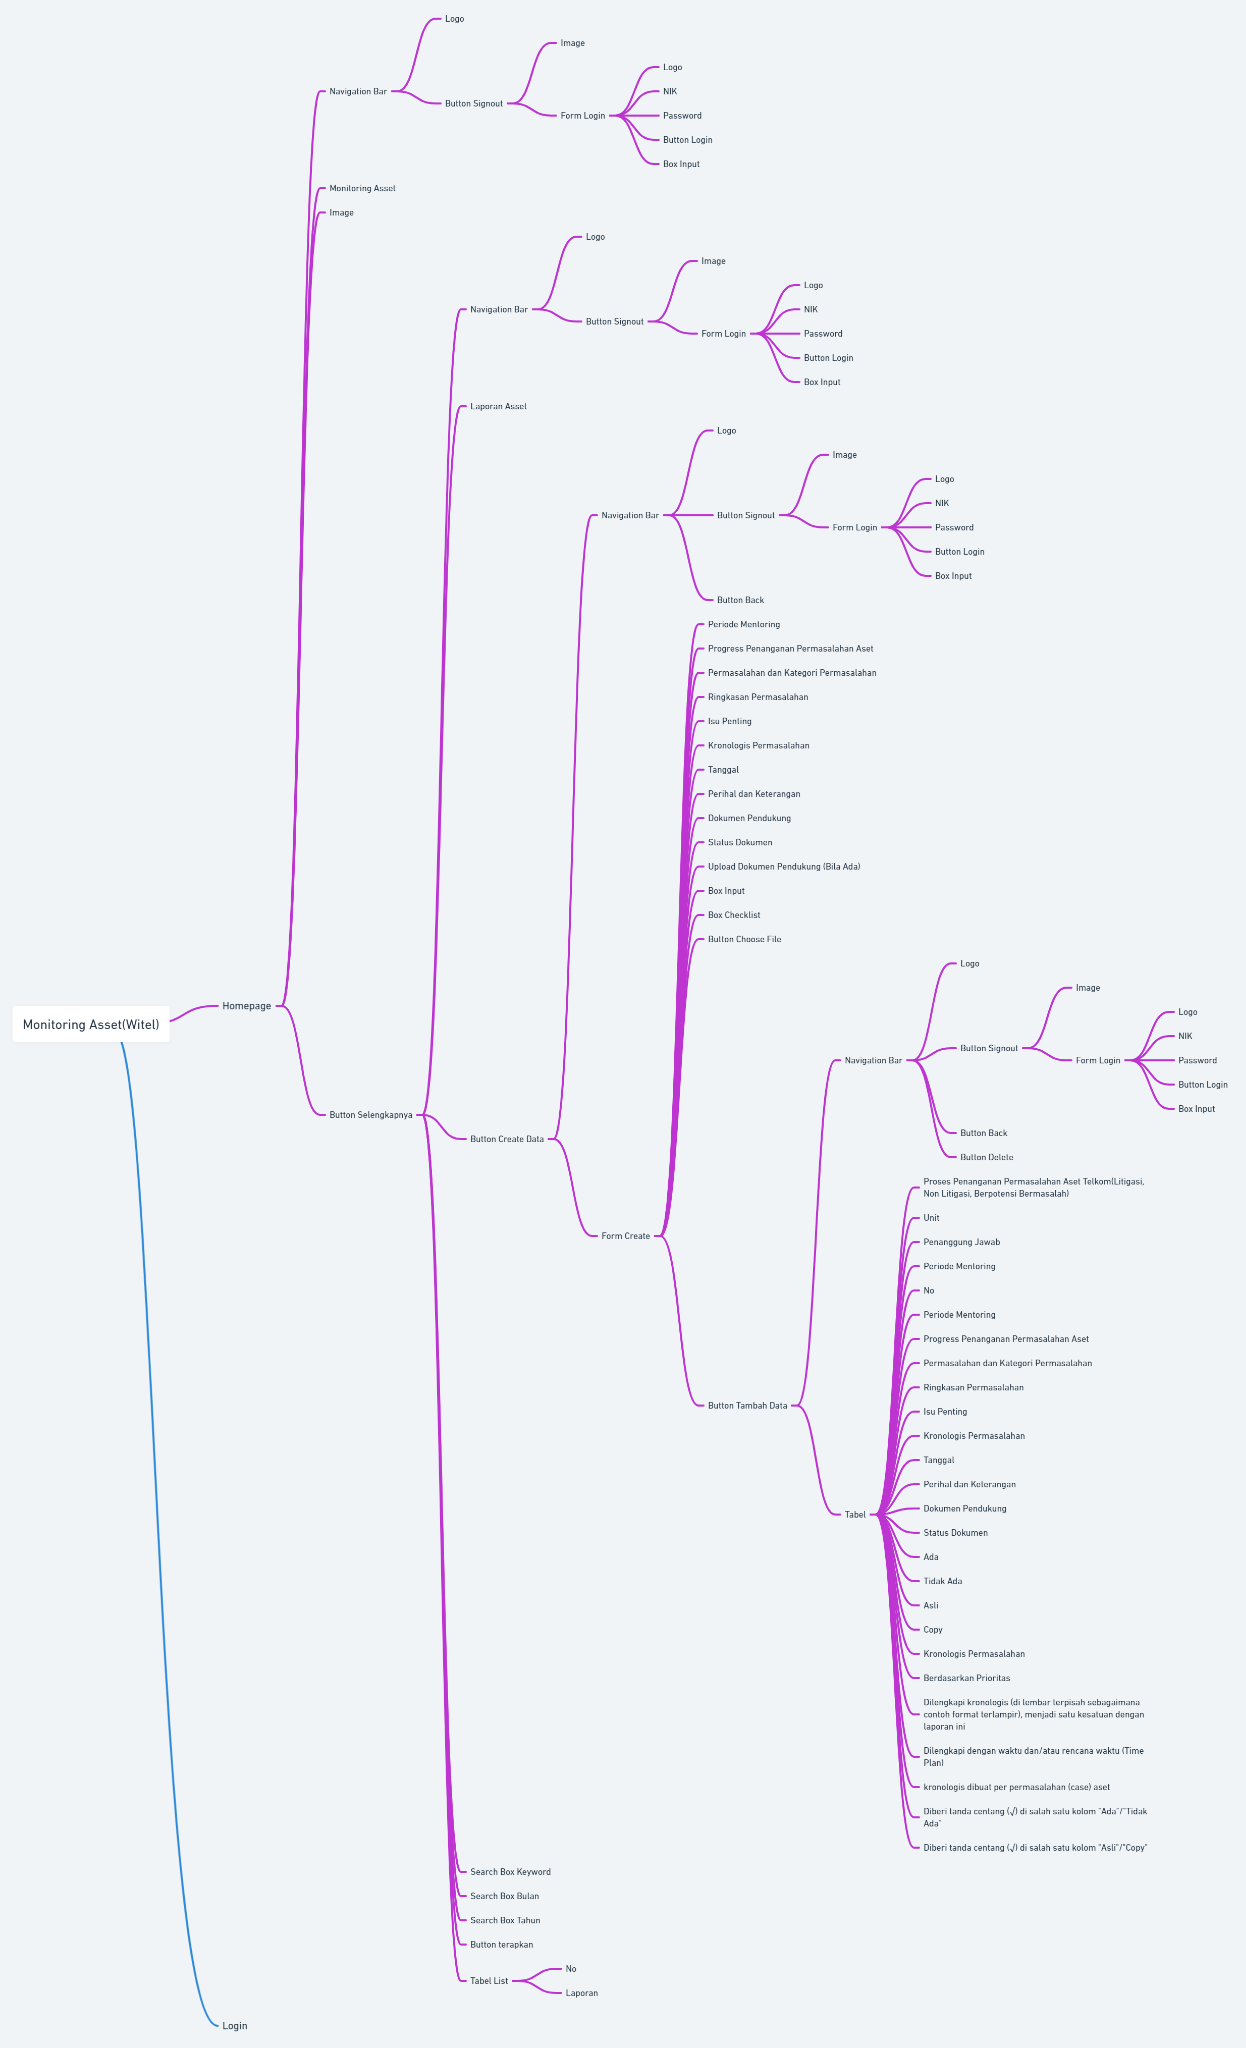 Logo
Image
Logo
Navigation Bar
NIK
Button Signout
Form Login
Password
Button Login
Box Input
Monitoring Asset
Image
Logo
Image
Logo
Navigation Bar
NIK
Button Signout
Form Login
Password
Button Login
Box Input
Laporan Asset
Logo
Image
Logo
NIK
Navigation Bar
Button Signout
Form Login
Password
Button Login
Box Input
Button Back
Periode Mentoring
Progress Penanganan Permasalahan Aset
Permasalahan dan Kategori Permasalahan
Ringkasan Permasalahan
Isu Penting
Kronologis Permasalahan
Tanggal
Perihal dan Keterangan
Dokumen Pendukung
Status Dokumen
Upload Dokumen Pendukung (Bila Ada)
Box Input
Box Checklist
Button Choose File
Logo
Image
Homepage
Logo
Monitoring Asset(Witel)
NIK
Button Signout
Navigation Bar
Form Login
Password
Button Login
Box Input
Button Selengkapnya
Button Back
Button Create Data
Button Delete
Proses Penanganan Permasalahan Aset Telkom(Litigasi,
Non Litigasi, Berpotensi Bermasalah)
Unit
Form Create
Penanggung Jawab
Periode Mentoring
No
Periode Mentoring
Progress Penanganan Permasalahan Aset
Permasalahan dan Kategori Permasalahan
Ringkasan Permasalahan
Button Tambah Data
Isu Penting
Kronologis Permasalahan
Tanggal
Perihal dan Keterangan
Dokumen Pendukung
Tabel
Status Dokumen
Ada
Tidak Ada
Asli
Copy
Kronologis Permasalahan
Berdasarkan Prioritas
Dilengkapi kronologis (di lembar terpisah sebagaimana
contoh format terlampir), menjadi satu kesatuan dengan
laporan ini
Dilengkapi dengan waktu dan/atau rencana waktu (Time
Plan)
kronologis dibuat per permasalahan (case) aset
Diberi tanda centang (√) di salah satu kolom "Ada"/"Tidak
Ada"
Diberi tanda centang (√) di salah satu kolom "Asli"/"Copy"
Search Box Keyword
Search Box Bulan
Search Box Tahun
Button terapkan
No
Tabel List
Laporan
Login